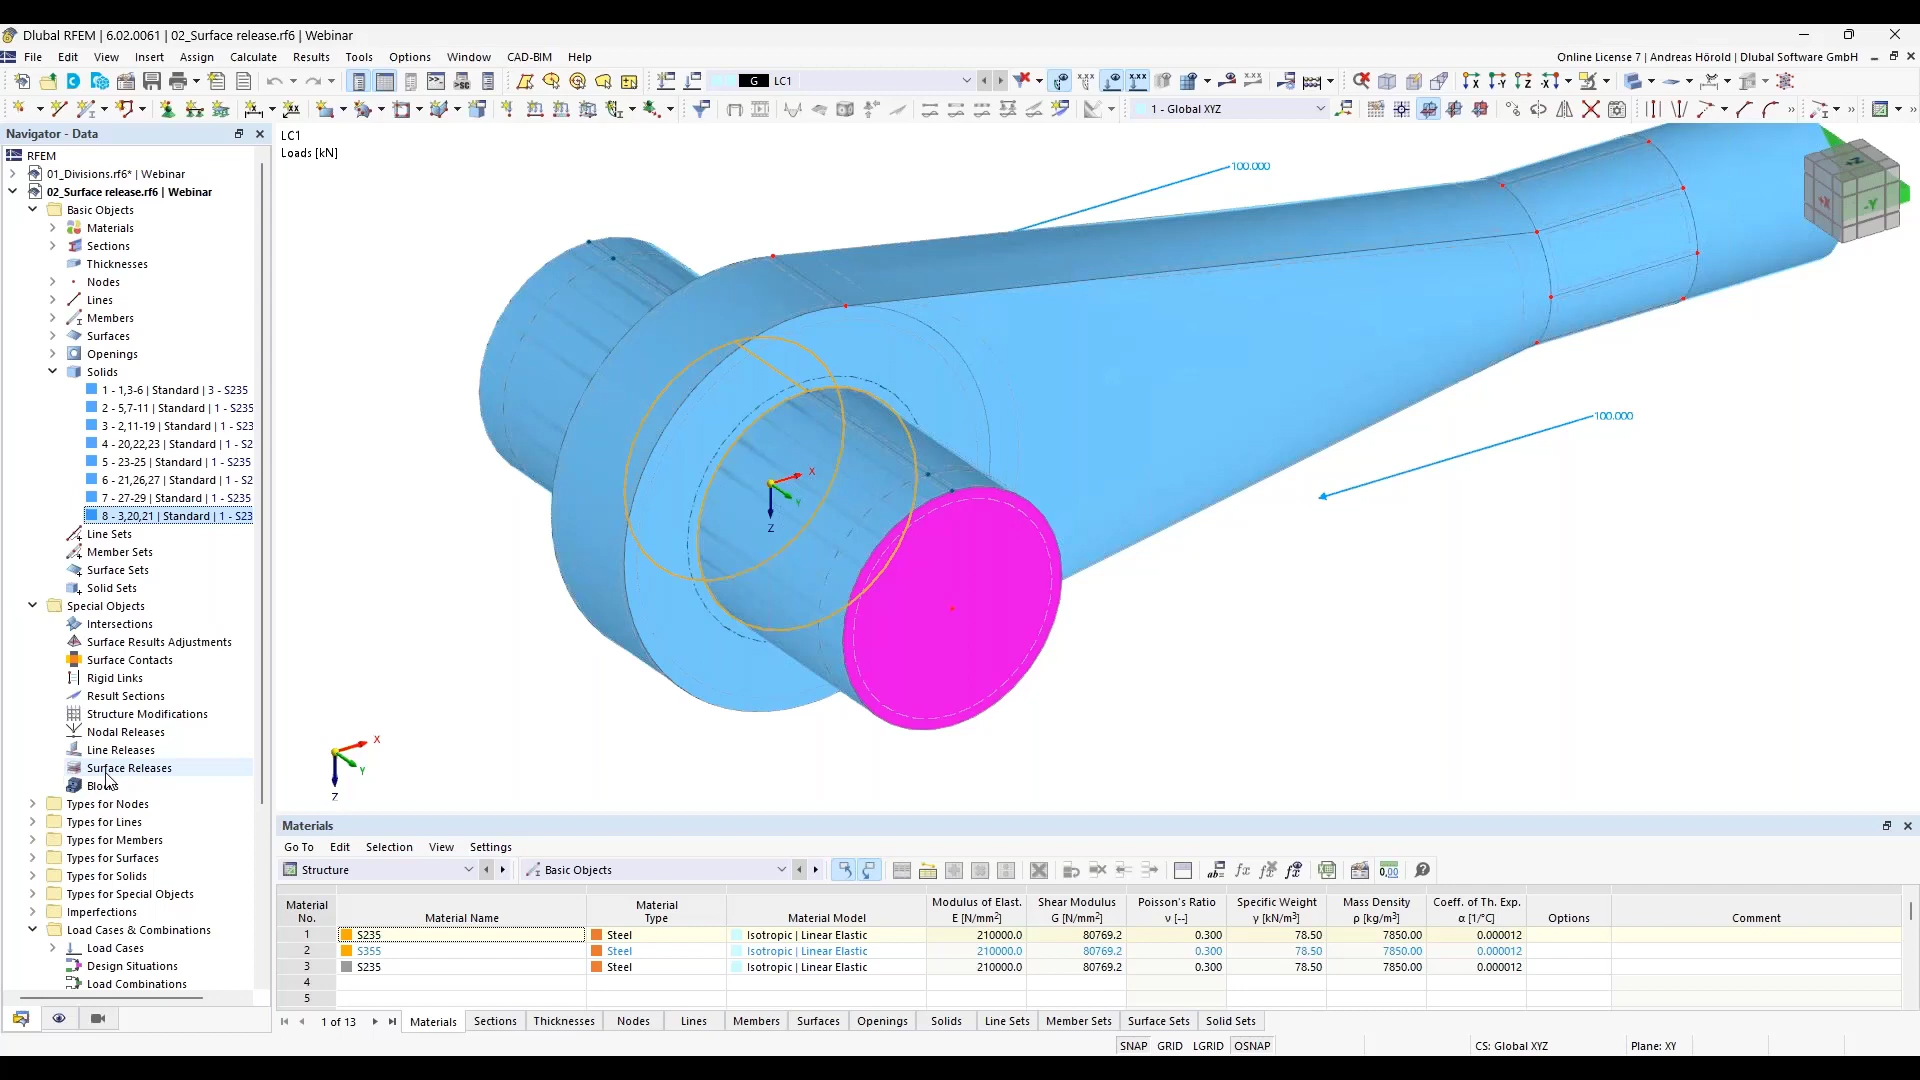 Dlubal RFEM | 6.02.0061 | 02_Surface release.rf6 | Webinar
File Edit View Insert Assign Calculate Results Tools Options Window CAD-BIM Help
Online License 7 | Andreas Hörold | Dlubal Software GmbH
G LC1
1 - Global XYZ
Navigator - Data
RFEM
01_Divisions.rf6* | Webinar
02_Surface release.rf6 | Webinar
Basic Objects
Materials
Sections
Thicknesses
Nodes
Lines
Members
Surfaces
Openings
Solids
1 - 1,3-6 | Standard | 3 - S235
2 - 5,7-11 | Standard | 1 - S235
3 - 2,11-19 | Standard | 1 - S23
4 - 20,22,23 | Standard | 1 - S2
5 - 23-25 | Standard | 1 - S235
6 - 21,26,27 | Standard | 1 - S2
7 - 27-29 | Standard | 1 - S235
8 - 3,20,21 | Standard | 1 - S23
Line Sets
Member Sets
Surface Sets
Solid Sets
Special Objects
Intersections
Surface Results Adjustments
Surface Contacts
Rigid Links
Result Sections
Structure Modifications
Nodal Releases
Line Releases
Surface Releases
Types for Nodes
Types for Lines
Types for Members
Types for Surfaces
Types for Solids
Types for Special Objects
Imperfections
Load Cases & Combinations
Load Cases
Design Situations
Load Combinations
LC1
Loads [kN]
100.000
100.000
X
Y
Z
X
Y
Z
+Z
+X
-Y
Materials
Go To Edit Selection View Settings
Structure
Basic Objects
Material No. Material Name Material Type Material Model Modulus of Elast. E [N/mm²] Shear Modulus G [N/mm²] Poisson's Ratio ν [--] Specific Weight γ [kN/m³] Mass Density ρ [kg/m³] Coeff. of Th. Exp. α [1/°C] Options Comment
1 S235 Steel Isotropic | Linear Elastic 210000.0 80769.2 0.300 78.50 7850.00 0.000012
2 S355 Steel Isotropic | Linear Elastic 210000.0 80769.2 0.300 78.50 7850.00 0.000012
3 S235 Steel Isotropic | Linear Elastic 210000.0 80769.2 0.300 78.50 7850.00 0.000012
4
5
1 of 13 Materials Sections Thicknesses Nodes Lines Members Surfaces Openings Solids Line Sets Member Sets Surface Sets Solid Sets
SNAP GRID LGRID OSNAP CS: Global XYZ Plane: XY